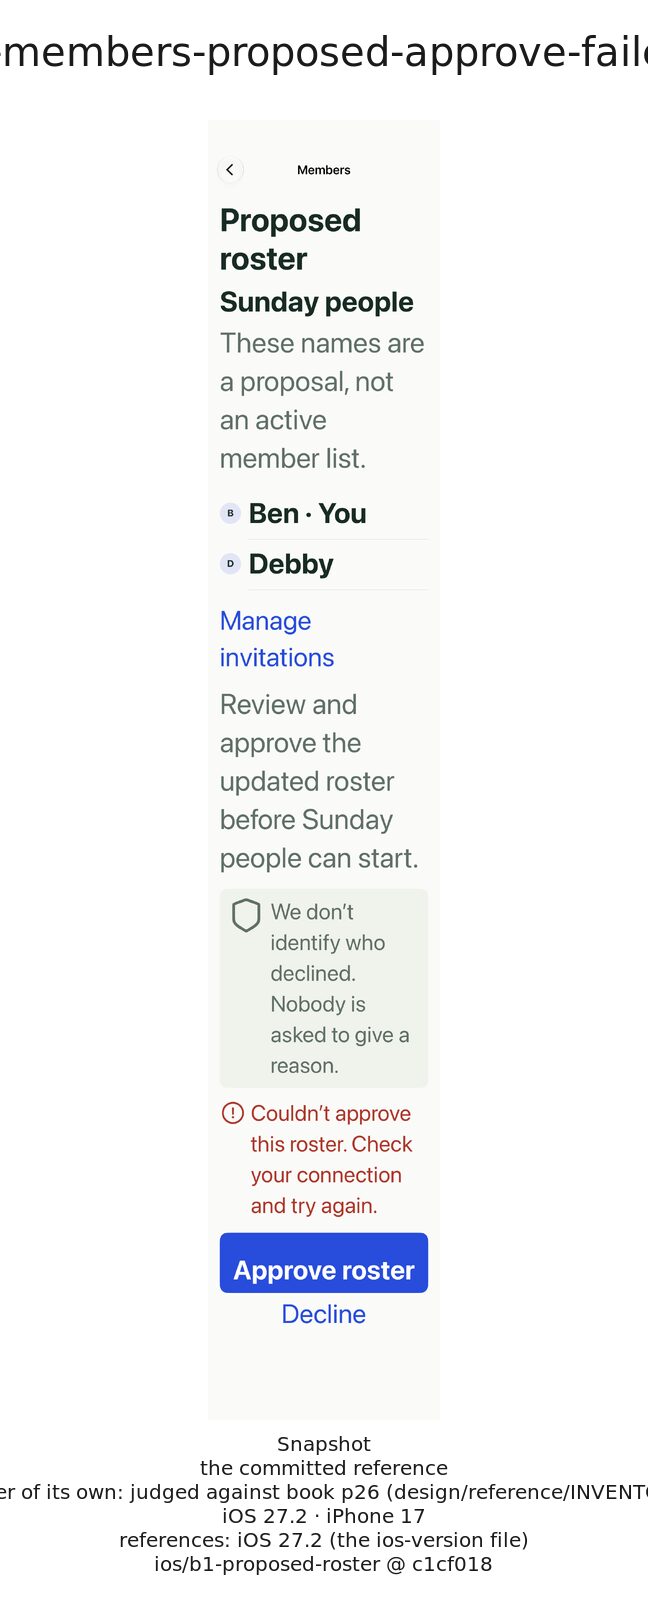 -members-proposed-approve-faile
Members
Proposed
roster
Sunday people
These names are
a proposal, not
an active
member list.
B Ben · You
D Debby
Manage
invitations
Review and
approve the
updated roster
before Sunday
people can start.
We don’t
identify who
declined.
Nobody is
asked to give a
reason.
Couldn’t approve
this roster. Check
your connection
and try again.
Approve roster
Decline
Snapshot
the committed reference
er of its own: judged against book p26 (design/reference/INVENTO
iOS 27.2 · iPhone 17
references: iOS 27.2 (the ios-version file)
ios/b1-proposed-roster @ c1cf018